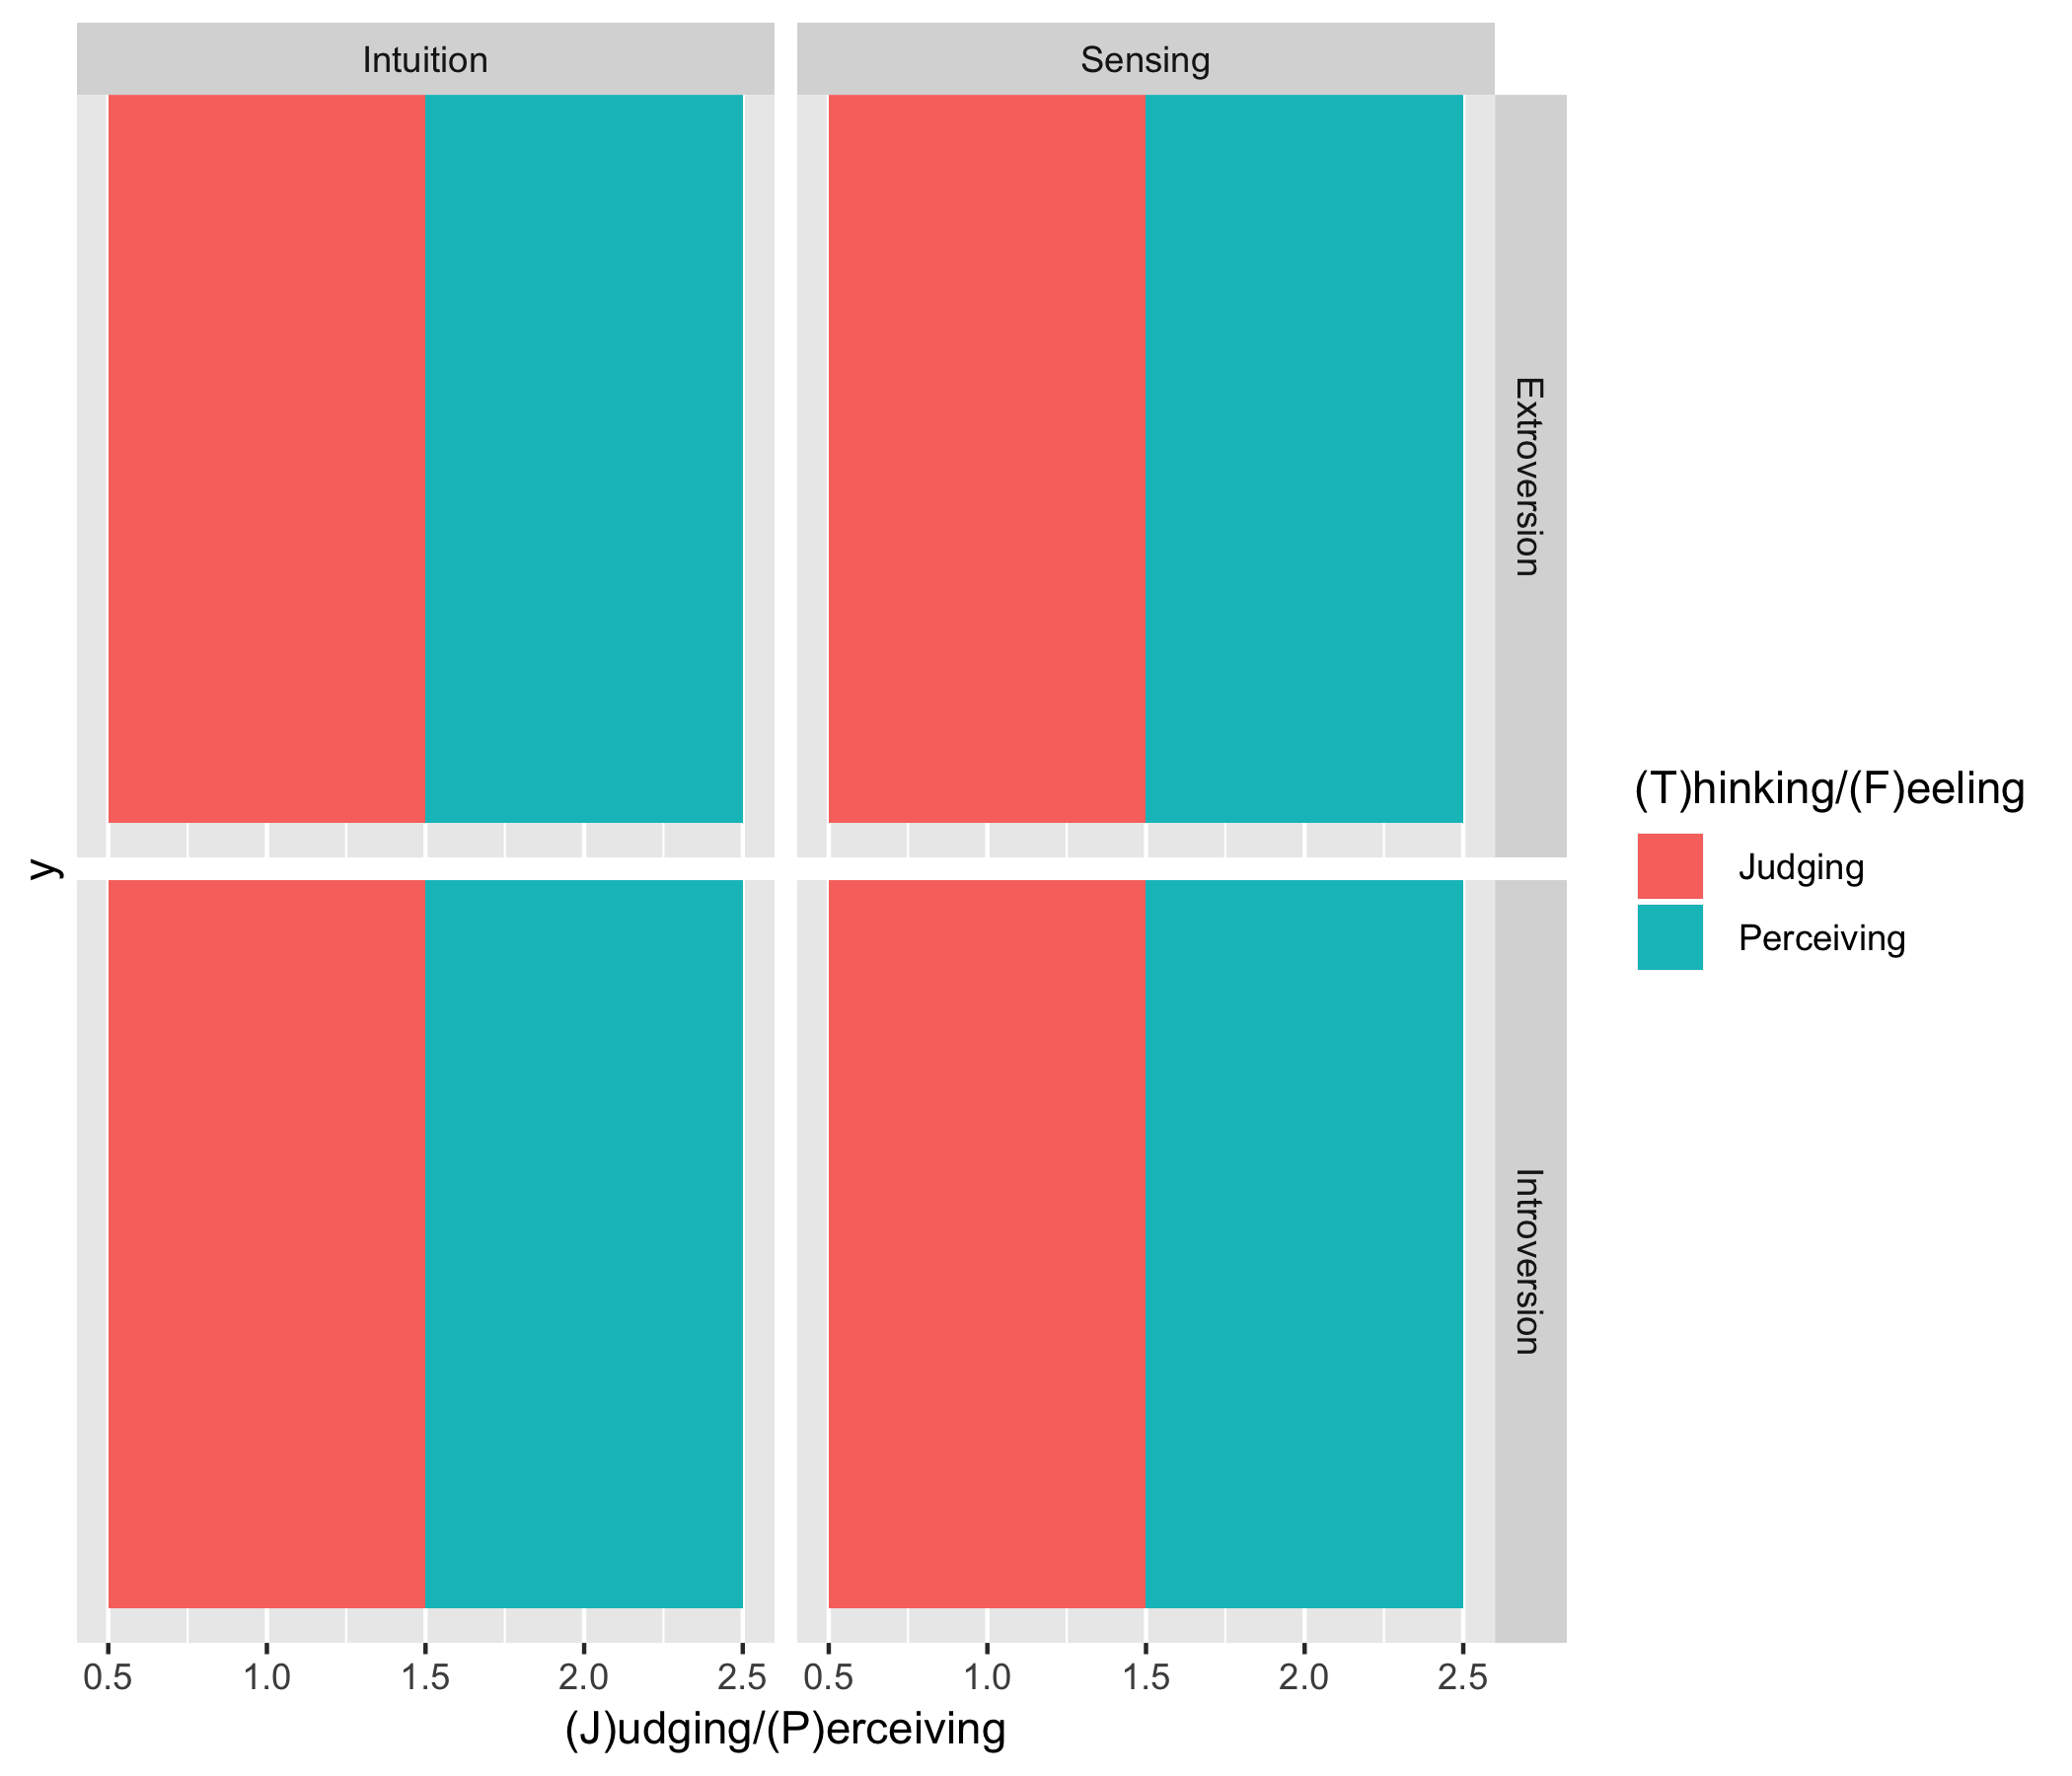 Intuition
Sensing
Extroversion
Introversion
y
0.5 1.0 1.5 2.0 2.5 0.5 1.0 1.5 2.0 2.5
(J)udging/(P)erceiving
(T)hinking/(F)eeling
Judging
Perceiving